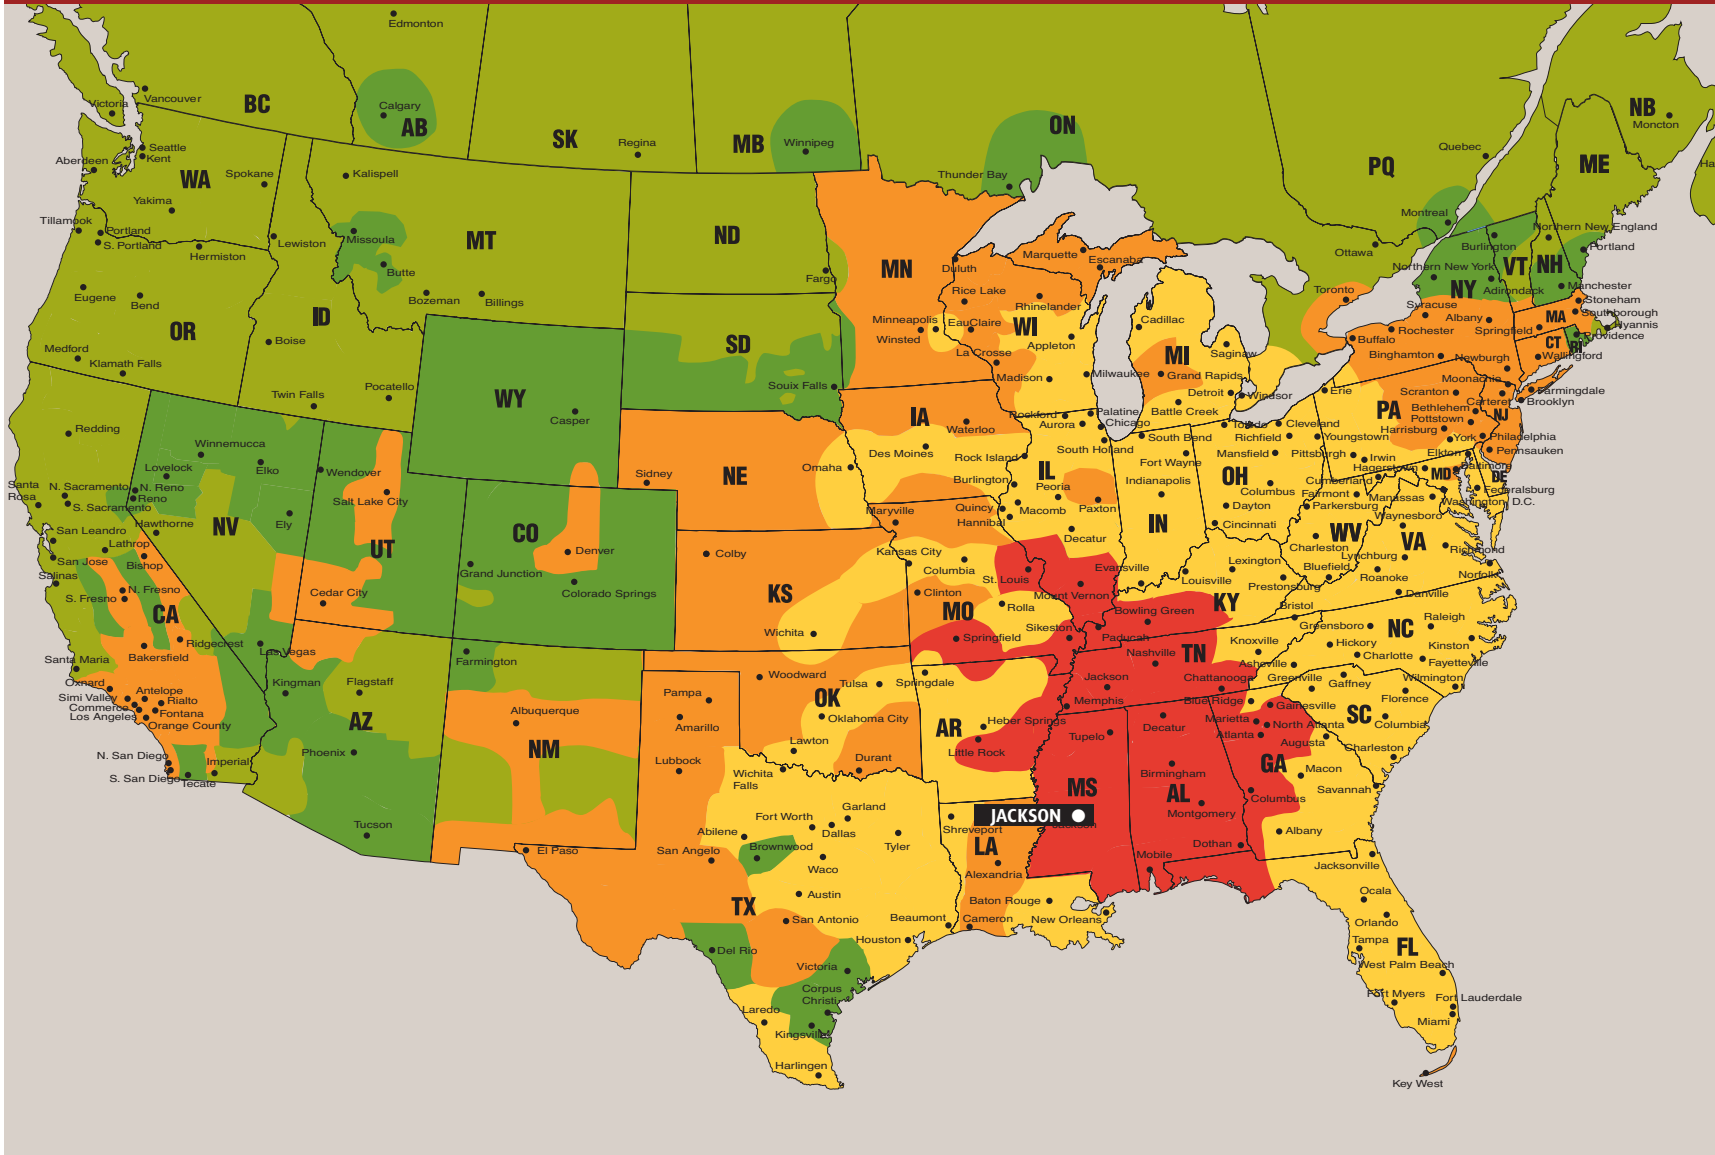 Edmonton
Calgary
AB
Vancouver
Victoria
BC
SK
Regina
MB
Winnipeg
ON
Thunder Bay
PQ
Quebec
Montreal
Ottawa
Toronto
NB
Moncton
Ha
ME
Seattle
Kent
Aberdeen
WA
Spokane
Yakima
Tillamook
Portland
S. Portland
Hermiston
Lewiston
Eugene
Bend
OR
Medford
Klamath Falls
ID
Boise
Twin Falls
Pocatello
Kalispell
Missoula
MT
Butte
Bozeman
Billings
WY
Casper
ND
Fargo
SD
Souix Falls
NE
Sidney
Omaha
MN
Duluth
Minneapolis
Winsted
Marquette
Escanaba
Rice Lake
Rhinelander
EauClaire
WI
Appleton
La Crosse
Madison
Milwaukee
Cadillac
MI
Saginaw
Grand Rapids
Detroit
Windsor
Battle Creek
IA
Waterloo
Des Moines
Rockford
Palatine
Aurora
Chicago
South Holland
Rock Island
IL
Burlington
Peoria
Quincy
Macomb
Paxton
Hannibal
Decatur
South Bend
Fort Wayne
Indianapolis
IN
Evansville
Toledo
Cleveland
Richfield
Mansfield
Youngstown
OH
Columbus
Dayton
Cincinnati
Northern New England
Burlington
Portland
Northern New York
VT
NH
NY
Adirondack
Manchester
Syracuse
Stoneham
Albany
MA
Southborough
Hyannis
Rochester
Springfield
Providence
Buffalo
CT
RI
Binghamton
Newburgh
Wallingford
Erie
Moonachie
Scranton
Farmingdale
Carteret
Brooklyn
PA
Bethlehem
NJ
Pottstown
Harrisburg
York
Philadelphia
Pittsburgh
Irwin
Elkton
Pennsauken
Hagerstown
Baltimore
Cumberland
MD
DE
Fairmont
Manassas
Federalsburg
Parkersburg
Washington D.C.
Waynesboro
WV
VA
Charleston
Lynchburg
Richmond
Bluefield
Roanoke
Norfolk
Danville
Lexington
Louisville
Prestonsburg
KY
Bowling Green
Paducah
Bristol
Redding
Santa
Rosa
N. Sacramento
S. Sacramento
Winnemucca
Lovelock
Elko
N. Reno
Reno
NV
Ely
Hawthorne
San Leandro
Lathrop
San Jose
Bishop
Salinas
N. Fresno
S. Fresno
CA
Ridgecrest
Bakersfield
Las Vegas
Santa Maria
Oxnard
Antelope
Simi Valley
Rialto
Commerce
Fontana
Los Angeles
Orange County
N. San Diego
Imperial
S. San Diego
Tecate
Wendover
Salt Lake City
UT
Cedar City
CO
Denver
Grand Junction
Colorado Springs
Kingman
Flagstaff
AZ
Phoenix
Tucson
Farmington
Albuquerque
NM
KS
Colby
Wichita
Maryville
Kansas City
Columbia
St. Louis
Mount Vernon
Clinton
MO
Rolla
Springfield
Sikeston
Woodward
OK
Tulsa
Oklahoma City
Lawton
Durant
Springdale
AR
Heber Springs
Little Rock
Nashville
TN
Knoxville
Jackson
Chattanooga
Memphis
Greensboro
Raleigh
NC
Hickory
Kinston
Charlotte
Fayetteville
Asheville
Greenville
Gaffney
Wilmington
Florence
SC
Columbia
Charleston
Blue Ridge
Gainesville
Marietta
North Atlanta
Atlanta
Augusta
GA
Macon
Savannah
Columbus
Albany
Tupelo
MS
JACKSON
Jackson
Decatur
Birmingham
AL
Montgomery
Dothan
Mobile
Pampa
Amarillo
Lubbock
Wichita
Falls
Fort Worth
Garland
Dallas
Abilene
Tyler
Brownwood
San Angelo
Waco
El Paso
TX
Austin
San Antonio
Beaumont
Houston
Del Rio
Victoria
Corpus
Christi
Laredo
Kingsville
Harlingen
Shreveport
LA
Alexandria
Baton Rouge
Cameron
New Orleans
Jacksonville
Ocala
Orlando
Tampa
FL
West Palm Beach
Fort Myers
Fort Lauderdale
Miami
Key West